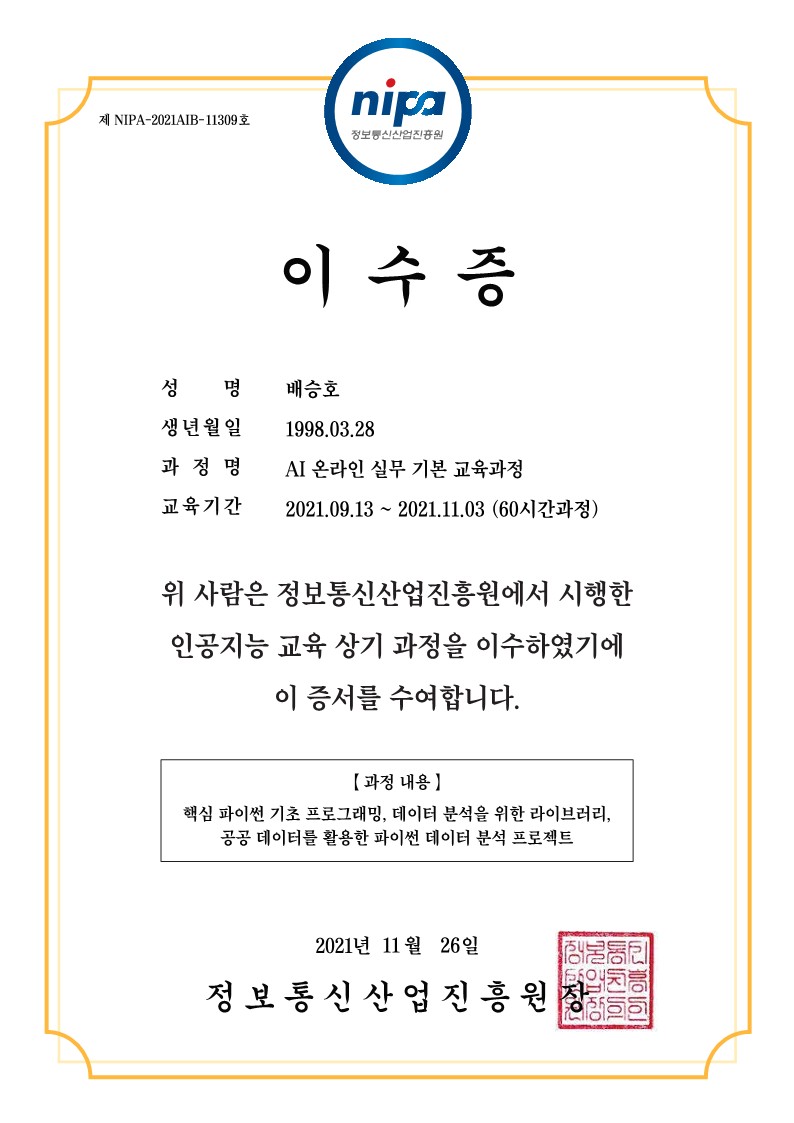 제 NIPA-2021AIB-11309호
nipa
정보통신산업진흥원
이 수 증
성 명 배승호
생년월일 1998.03.28
과 정 명 AI 온라인 실무 기본 교육과정
교육기간 2021.09.13 ~ 2021.11.03 (60시간과정)
위 사람은 정보통신산업진흥원에서 시행한
인공지능 교육 상기 과정을 이수하였기에
이 증서를 수여합니다.
【 과정 내용 】
핵심 파이썬 기초 프로그래밍, 데이터 분석을 위한 라이브러리,
공공 데이터를 활용한 파이썬 데이터 분석 프로젝트
2021년 11월 26일
정보통신산업진흥원장